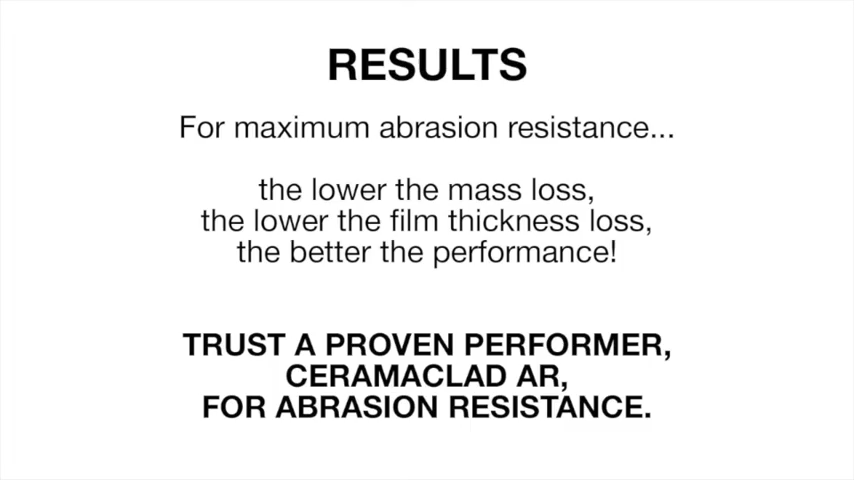 RESULTS
For maximum abrasion resistance...
the lower the mass loss,
the lower the film thickness loss,
the better the performance!
TRUST A PROVEN PERFORMER,
CERAMACLAD AR,
FOR ABRASION RESISTANCE.